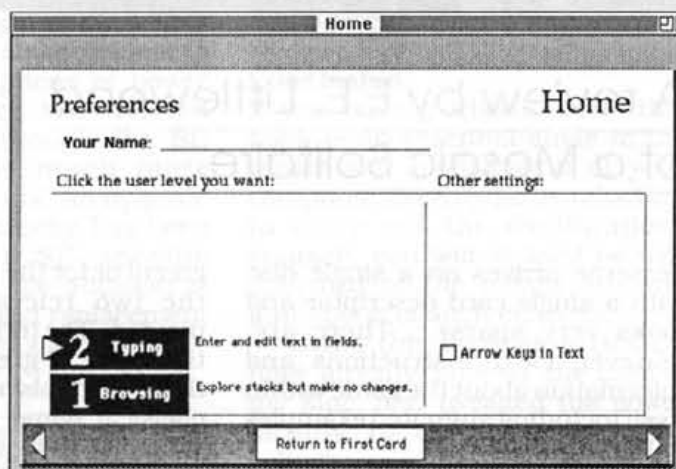 Home
Preferences
Home
Your Name:
Click the user level you want:
Other settings:
2 Typing Enter and edit text in fields.
Arrow Keys in Text
1 Browsing Explore stacks but make no changes.
Return to First Card